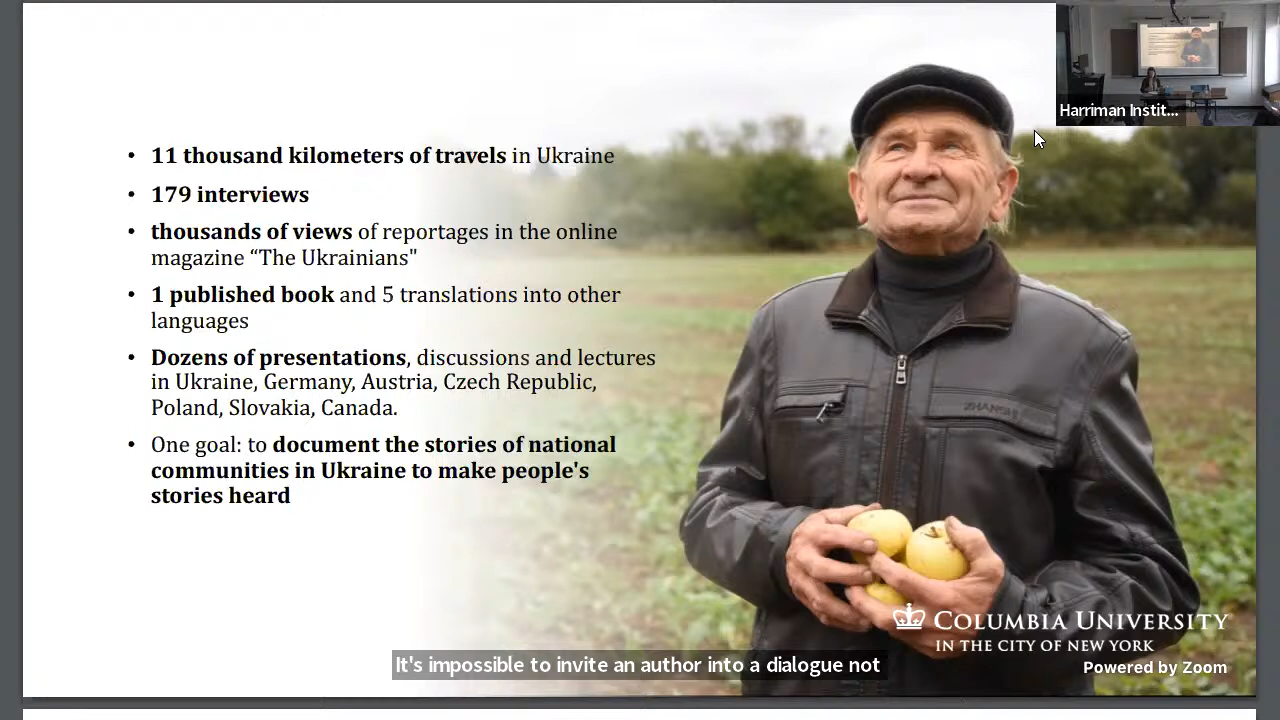 Harriman Instit...
• 11 thousand kilometers of travels in Ukraine
• 179 interviews
• thousands of views of reportages in the online
magazine “The Ukrainians"
• 1 published book and 5 translations into other
languages
• Dozens of presentations, discussions and lectures
in Ukraine, Germany, Austria, Czech Republic,
Poland, Slovakia, Canada.
• One goal: to document the stories of national
communities in Ukraine to make people's
stories heard
COLUMBIA UNIVERSITY
IN THE CITY OF NEW YORK
It's impossible to invite an author into a dialogue not
Powered by Zoom